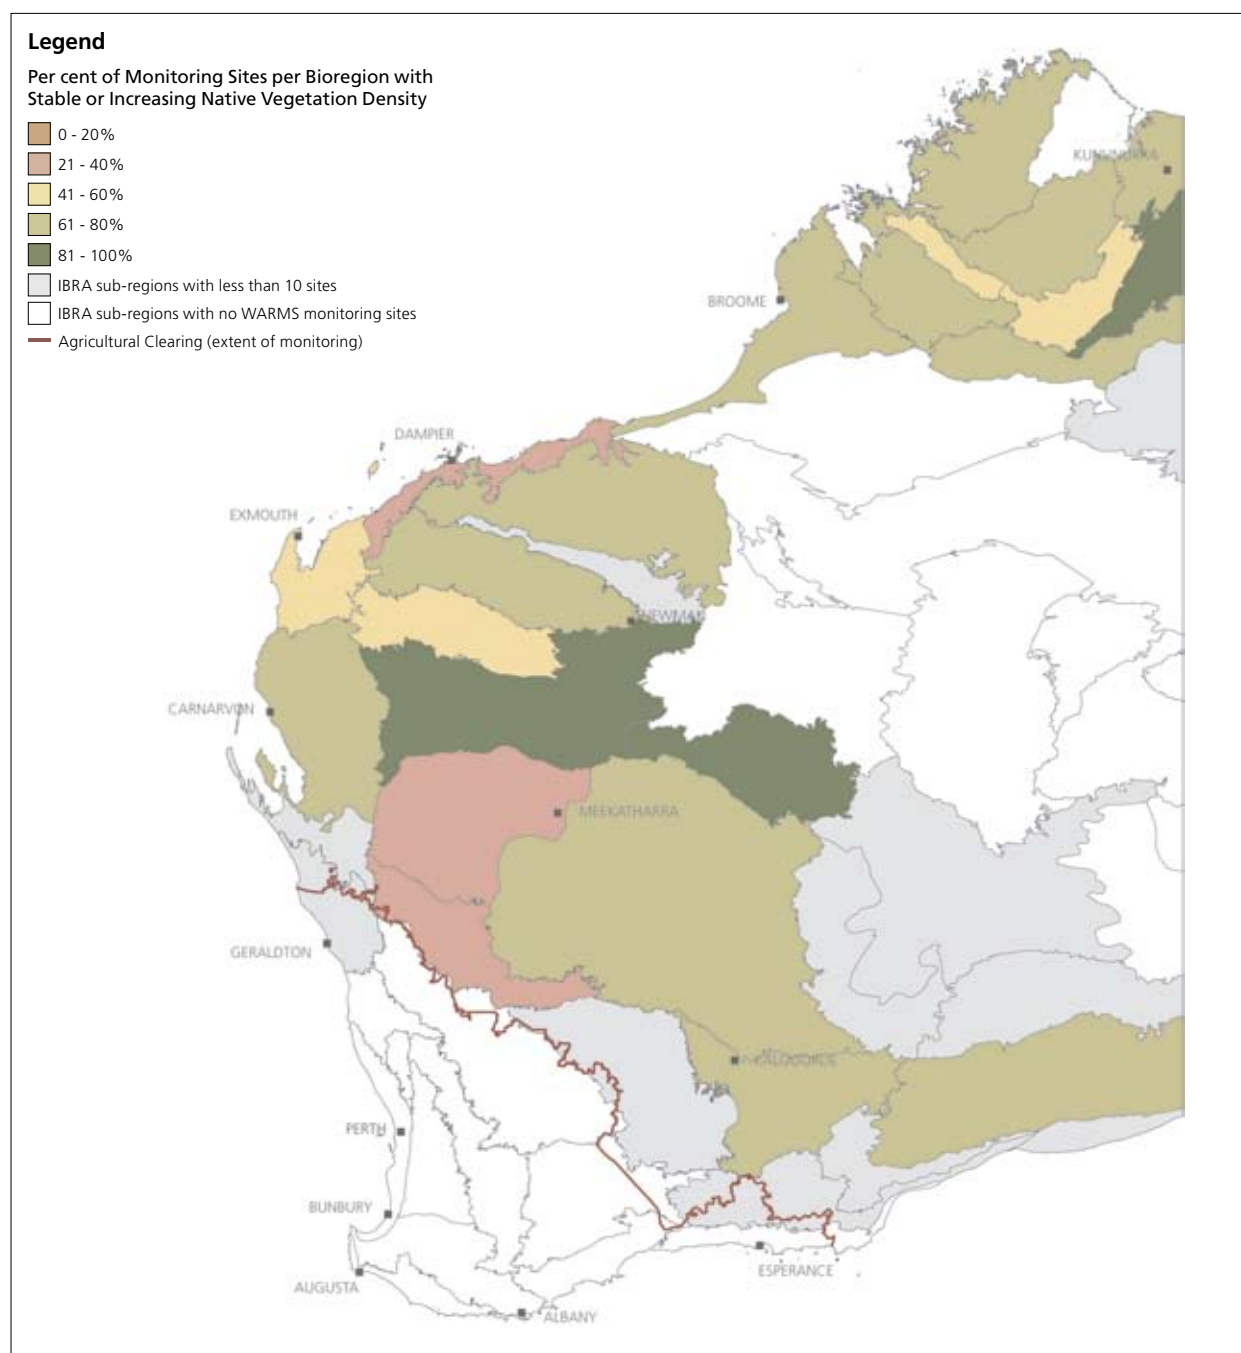 Legend
Per cent of Monitoring Sites per Bioregion with
Stable or Increasing Native Vegetation Density
0 - 20%
21 - 40%
41 - 60%
61 - 80%
81 - 100%
IBRA sub-regions with less than 10 sites
IBRA sub-regions with no WARMS monitoring sites
Agricultural Clearing (extent of monitoring)
KUNUNURRA
BROOME
DAMPIER
EXMOUTH
NEWMAN
CARNARVON
MEEKATHARRA
GERALDTON
KALGOORLIE
PERTH
BUNBURY
ESPERANCE
AUGUSTA
ALBANY